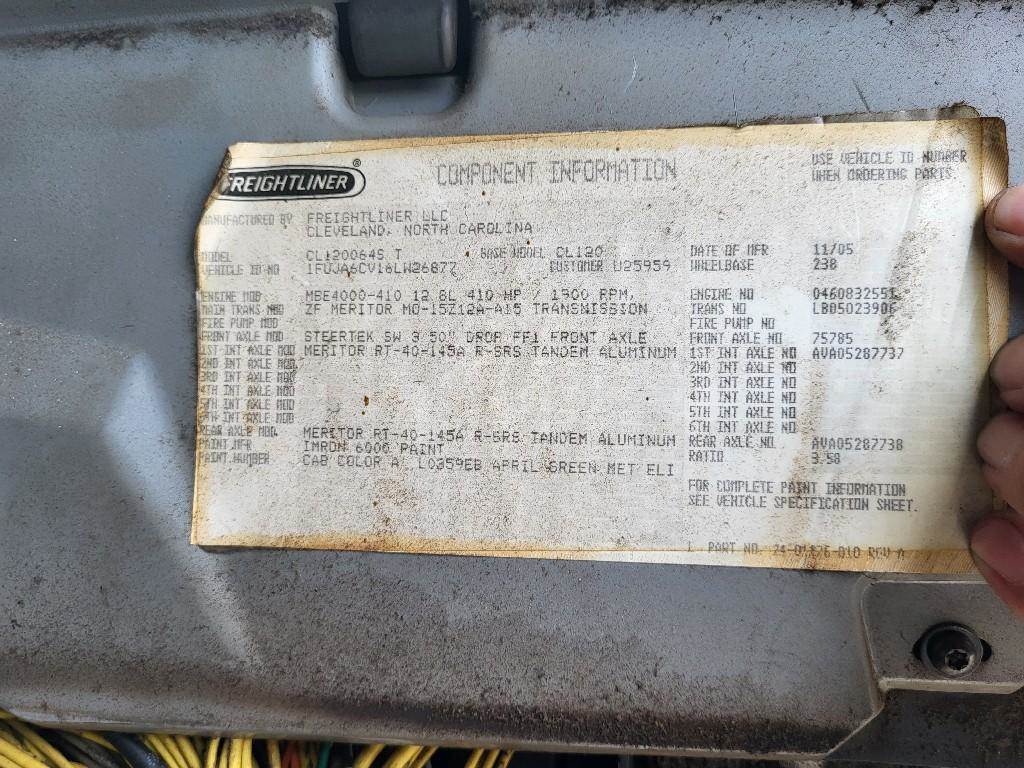 FREIGHTLINER ®
COMPONENT INFORMATION
USE VEHICLE ID NUMBER
WHEN ORDERING PARTS.
MANUFACTURED BY FREIGHTLINER LLC
CLEVELAND, NORTH CAROLINA
MODEL CL120064S T BASE MODEL CL120 DATE OF MFR 11/05
VEHICLE ID NO 1FUJA6CV16LW26877 CUSTOMER U25959 WHEELBASE 238
ENGINE MOD MBE4000-410 12.8L 410 HP / 1900 RPM, ENGINE NO 0460832551
MAIN TRANS MOD ZF MERITOR MO-15Z12A-A15 TRANSMISSION TRANS NO LB05023906
FIRE PUMP MOD FIRE PUMP NO
FRONT AXLE MOD STEERTEK SW 3.50" DROP FF1 FRONT AXLE FRONT AXLE NO 75785
1ST INT AXLE MOD MERITOR RT-40-145A R-SRS TANDEM ALUMINUM 1ST INT AXLE NO AVA05287737
2ND INT AXLE MOD 2ND INT AXLE NO
3RD INT AXLE MOD 3RD INT AXLE NO
4TH INT AXLE MOD 4TH INT AXLE NO
5TH INT AXLE MOD 5TH INT AXLE NO
6TH INT AXLE MOD 6TH INT AXLE NO
REAR AXLE MOD. MERITOR RT-40-145A R-SRS TANDEM ALUMINUM REAR AXLE NO. AVA05287738
PAINT MFR IMRON 6000 PAINT RATIO 3.58
PAINT NUMBER CAB COLOR A: L0359EB APRIL GREEN MET ELI
FOR COMPLETE PAINT INFORMATION
SEE VEHICLE SPECIFICATION SHEET.
PART NO. 24-01176-010 REV A